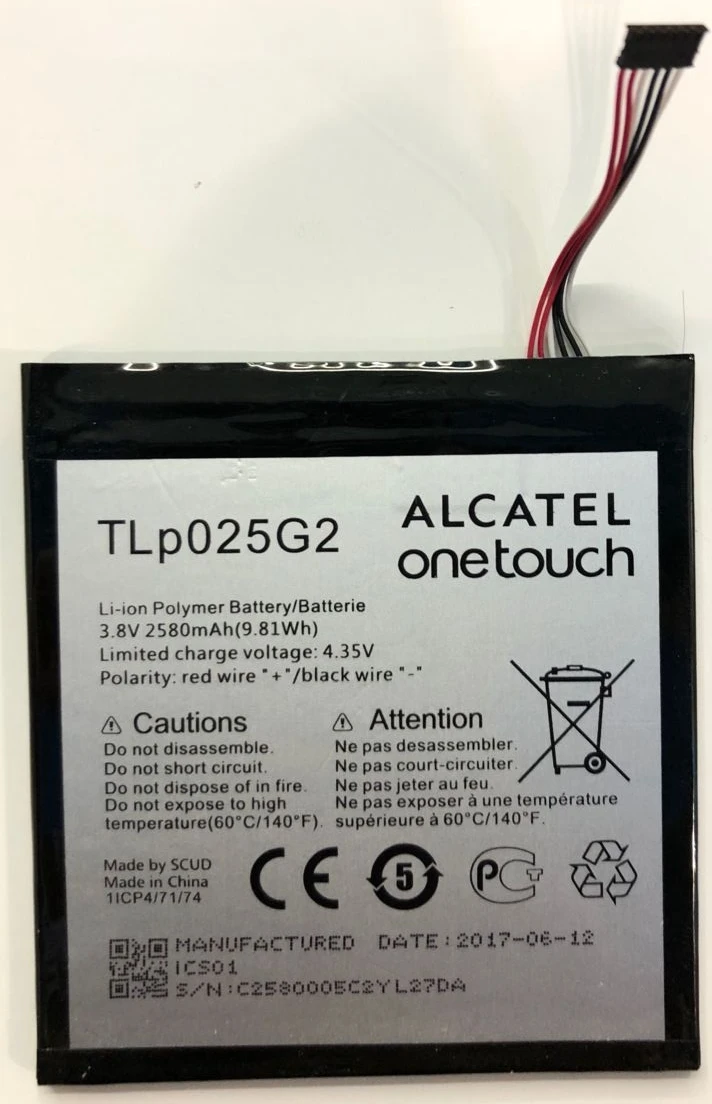 TLp025G2
ALCATEL
onetouch
Li-ion Polymer Battery/Batterie
3.8V 2580mAh(9.81Wh)
Limited charge voltage: 4.35V
Polarity: red wire "+"/black wire "-"
Cautions
Do not disassemble.
Do not short circuit.
Do not dispose of in fire.
Do not expose to high
temperature(60°C/140°F).
Attention
Ne pas desassembler.
Ne pas court-circuiter.
Ne pas jeter au feu.
Ne pas exposer à une température
supérieure à 60°C/140°F.
Made by SCUD
Made in China
1ICP4/71/74
CE
5
PCT
MANUFACTURED DATE:2017-06-12
ICS01
S/N:C2580005C2YL27DA